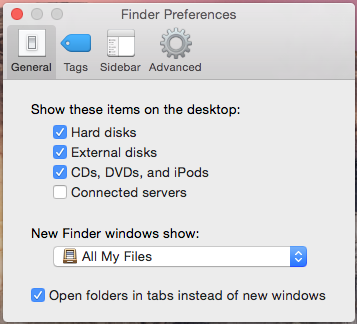 Finder Preferences
General Tags Sidebar Advanced
Show these items on the desktop:
Hard disks
External disks
CDs, DVDs, and iPods
Connected servers
New Finder windows show:
All My Files
Open folders in tabs instead of new windows